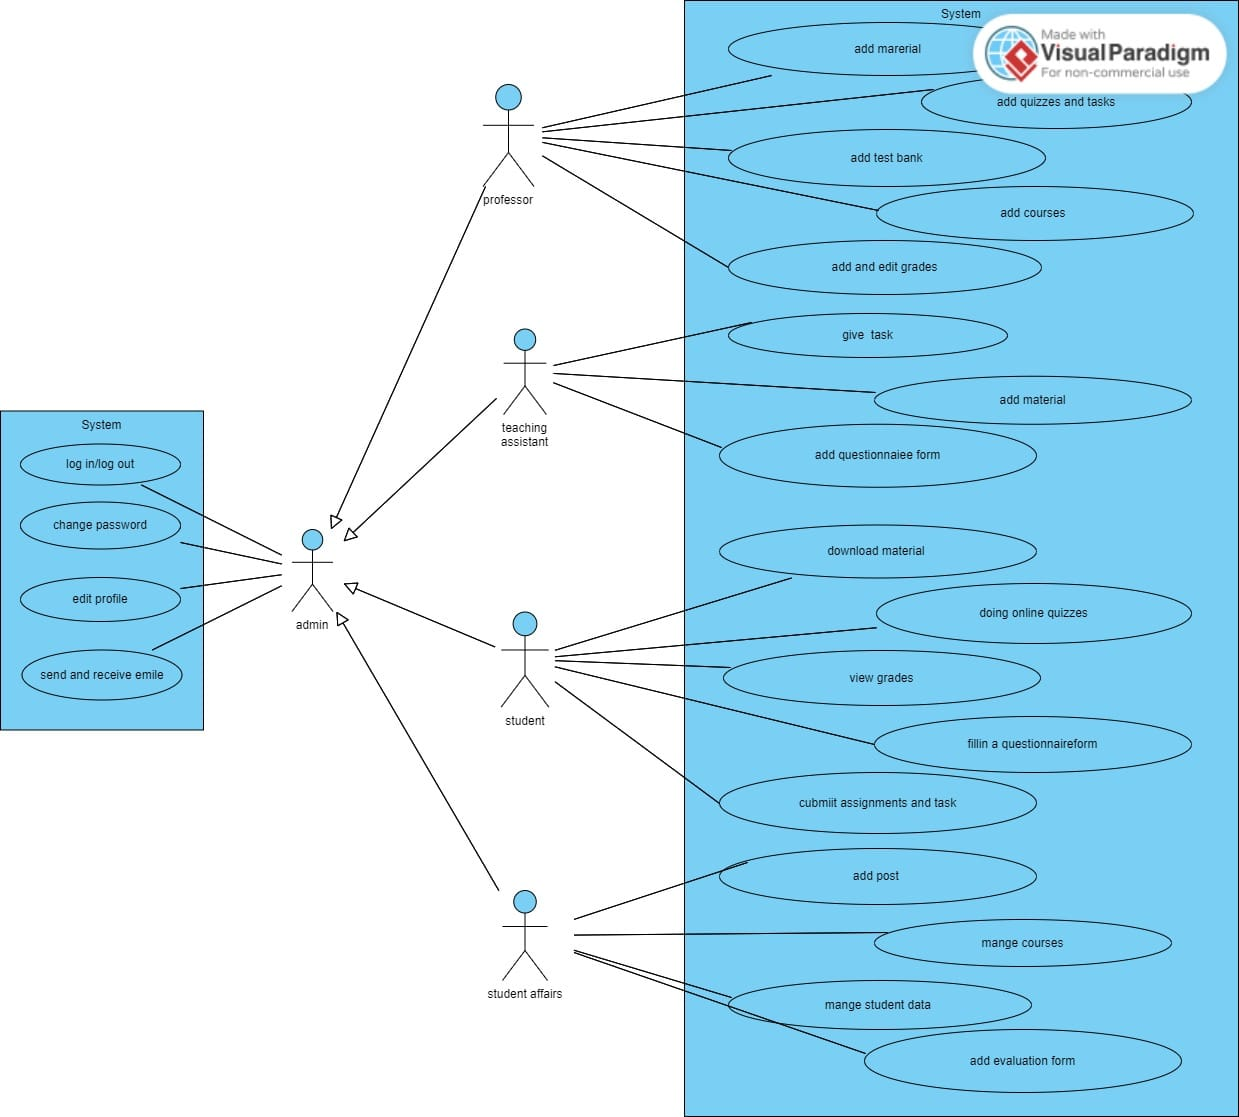 System
Made with
Visual Paradigm
For non-commercial use
add marerial
add quizzes and tasks
add test bank
professor
add courses
add and edit grades
give  task
add material
teaching
assistant
add questionnaiee form
System
log in/log out
change password
edit profile
send and receive emile
admin
download material
doing online quizzes
view grades
student
fillin a questionnaireform
cubmiit assignments and task
add post
mange courses
student affairs
mange student data
add evaluation form